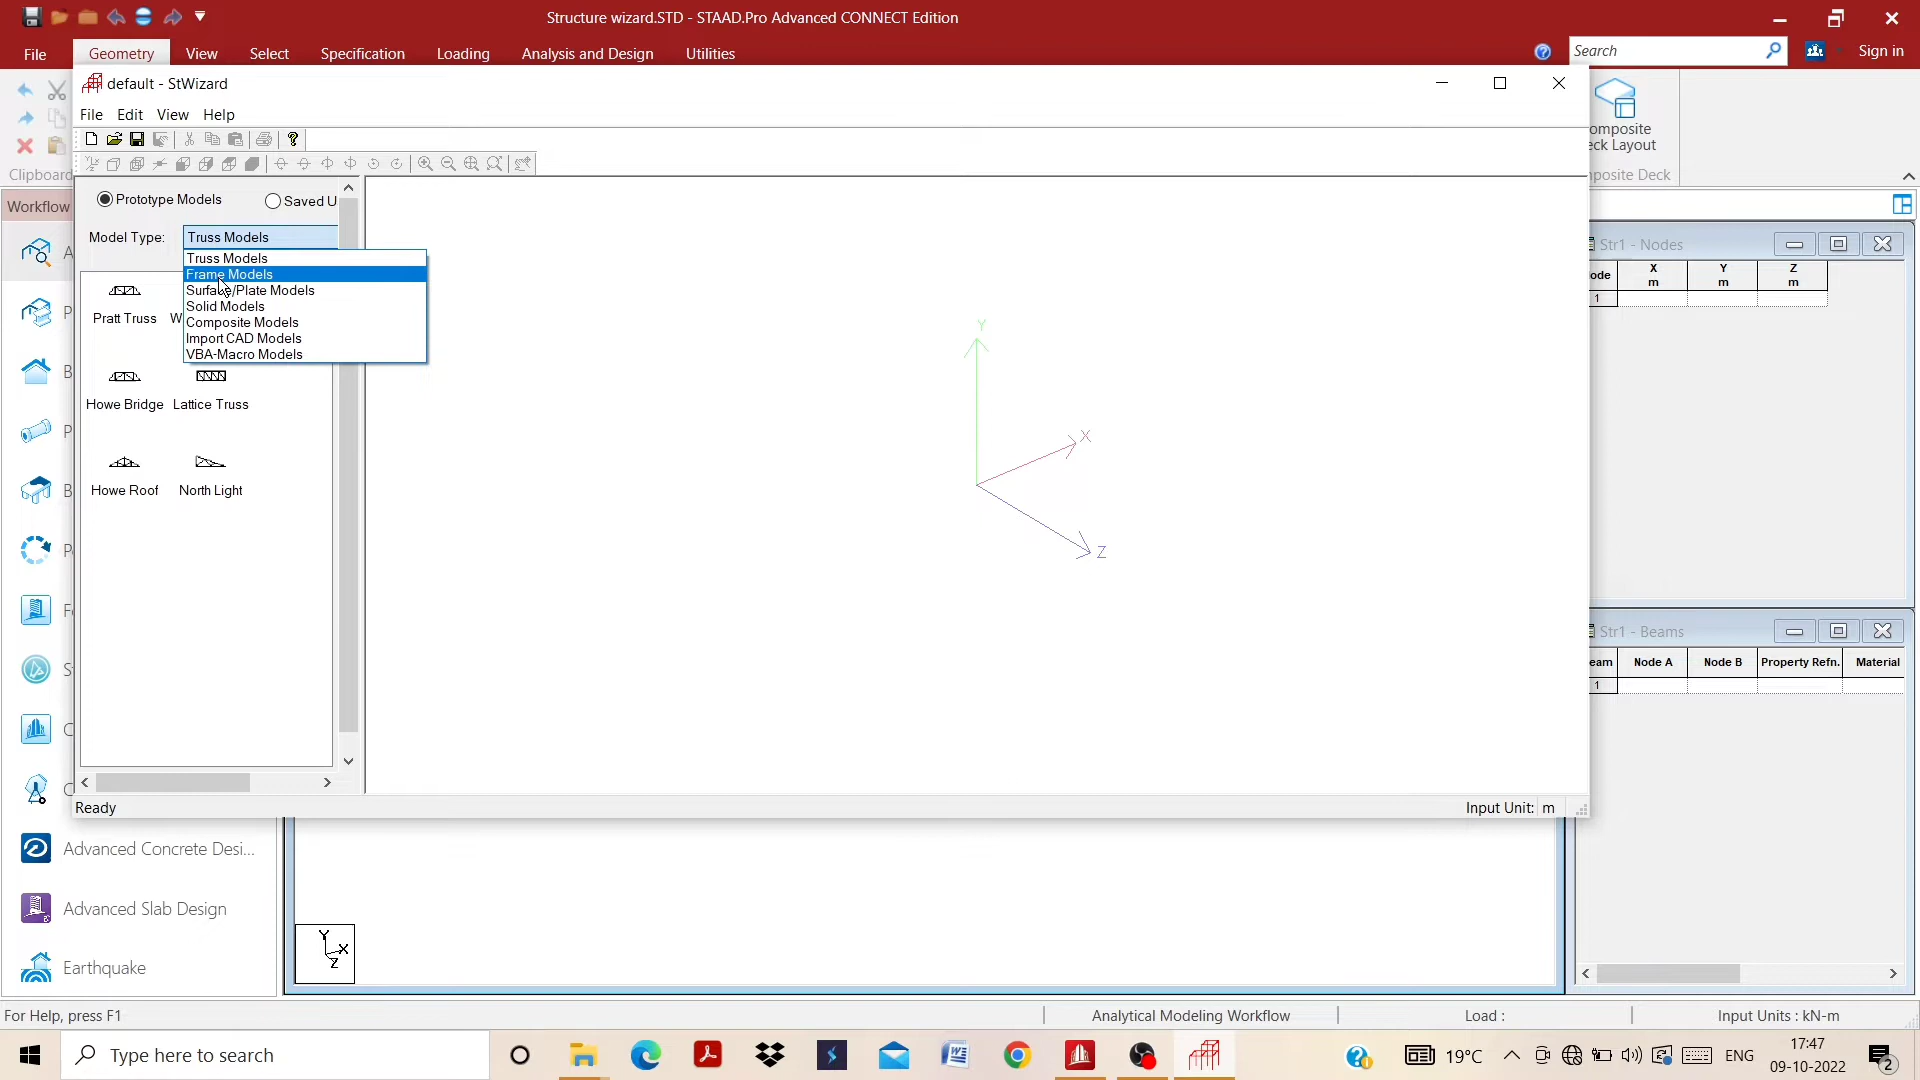 Structure wizard.STD - STAAD.Pro Advanced CONNECT Edition
File Geometry View Select Specification Loading Analysis and Design Utilities
Search
Sign in
default - StWizard
File Edit View Help
Clipboard
Workflow
Prototype Models
Saved U
Model Type:
Truss Models
Truss Models
Frame Models
Surface/Plate Models
Solid Models
Composite Models
Import CAD Models
VBA-Macro Models
Pratt Truss W
Howe Bridge Lattice Truss
Howe Roof North Light
Y
X
Z
Ready
Input Unit: m
omposite
eck Layout
posite Deck
Str1 - Nodes
ode X m Y m Z m
1
Str1 - Beams
eam Node A Node B Property Refn. Material
1
A
P
B
P
B
P
F
S
C
C
Advanced Concrete Desi...
Advanced Slab Design
Earthquake
Y
X
Z
For Help, press F1
Analytical Modeling Workflow
Load :
Input Units : kN-m
Type here to search
19°C
ENG
17:47
09-10-2022
2